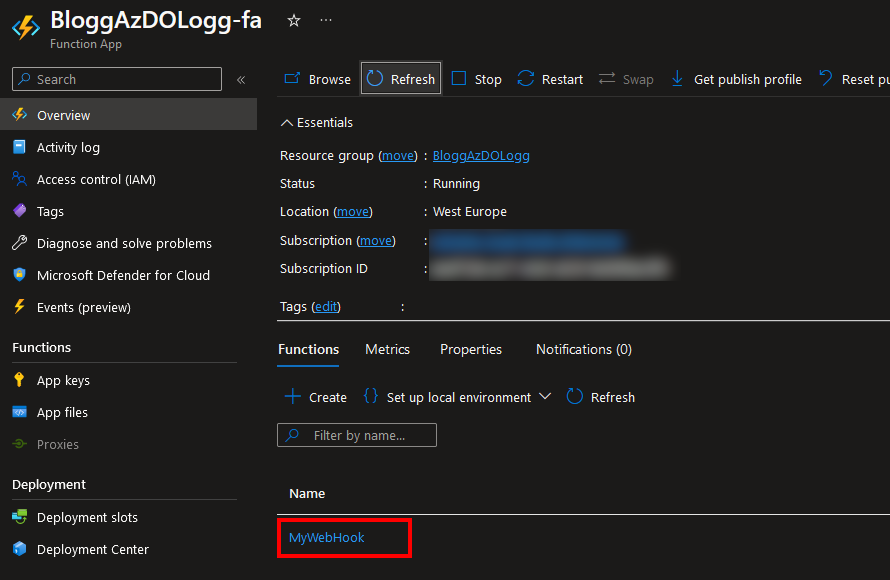 BloggAzDOLogg-fa
Function App
Search
Overview
Activity log
Access control (IAM)
Tags
Diagnose and solve problems
Microsoft Defender for Cloud
Events (preview)
Functions
App keys
App files
Proxies
Deployment
Deployment slots
Deployment Center
Browse Refresh Stop Restart Swap Get publish profile Reset
Essentials
Resource group (move) : BloggAzDOLogg
Status : Running
Location (move) : West Europe
Subscription (move) :
Subscription ID :
Tags (edit) :
Functions Metrics Properties Notifications (0)
Create {} Set up local environment Refresh
Filter by name...
Name
MyWebHook